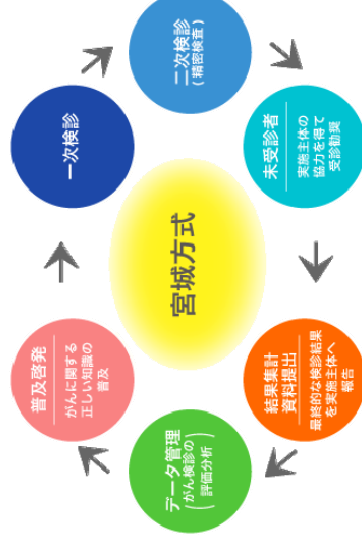 宮城方式
一次検診
二次検診
(精密検査)
未受診者
実施主体の
協力を得て
受診勧奨
結果集計
資料提出
最終的な検診結果
を実施主体へ
報告
データ管理
(がん検診の
評価分析)
普及啓発
がんに関する
正しい知識の
普及